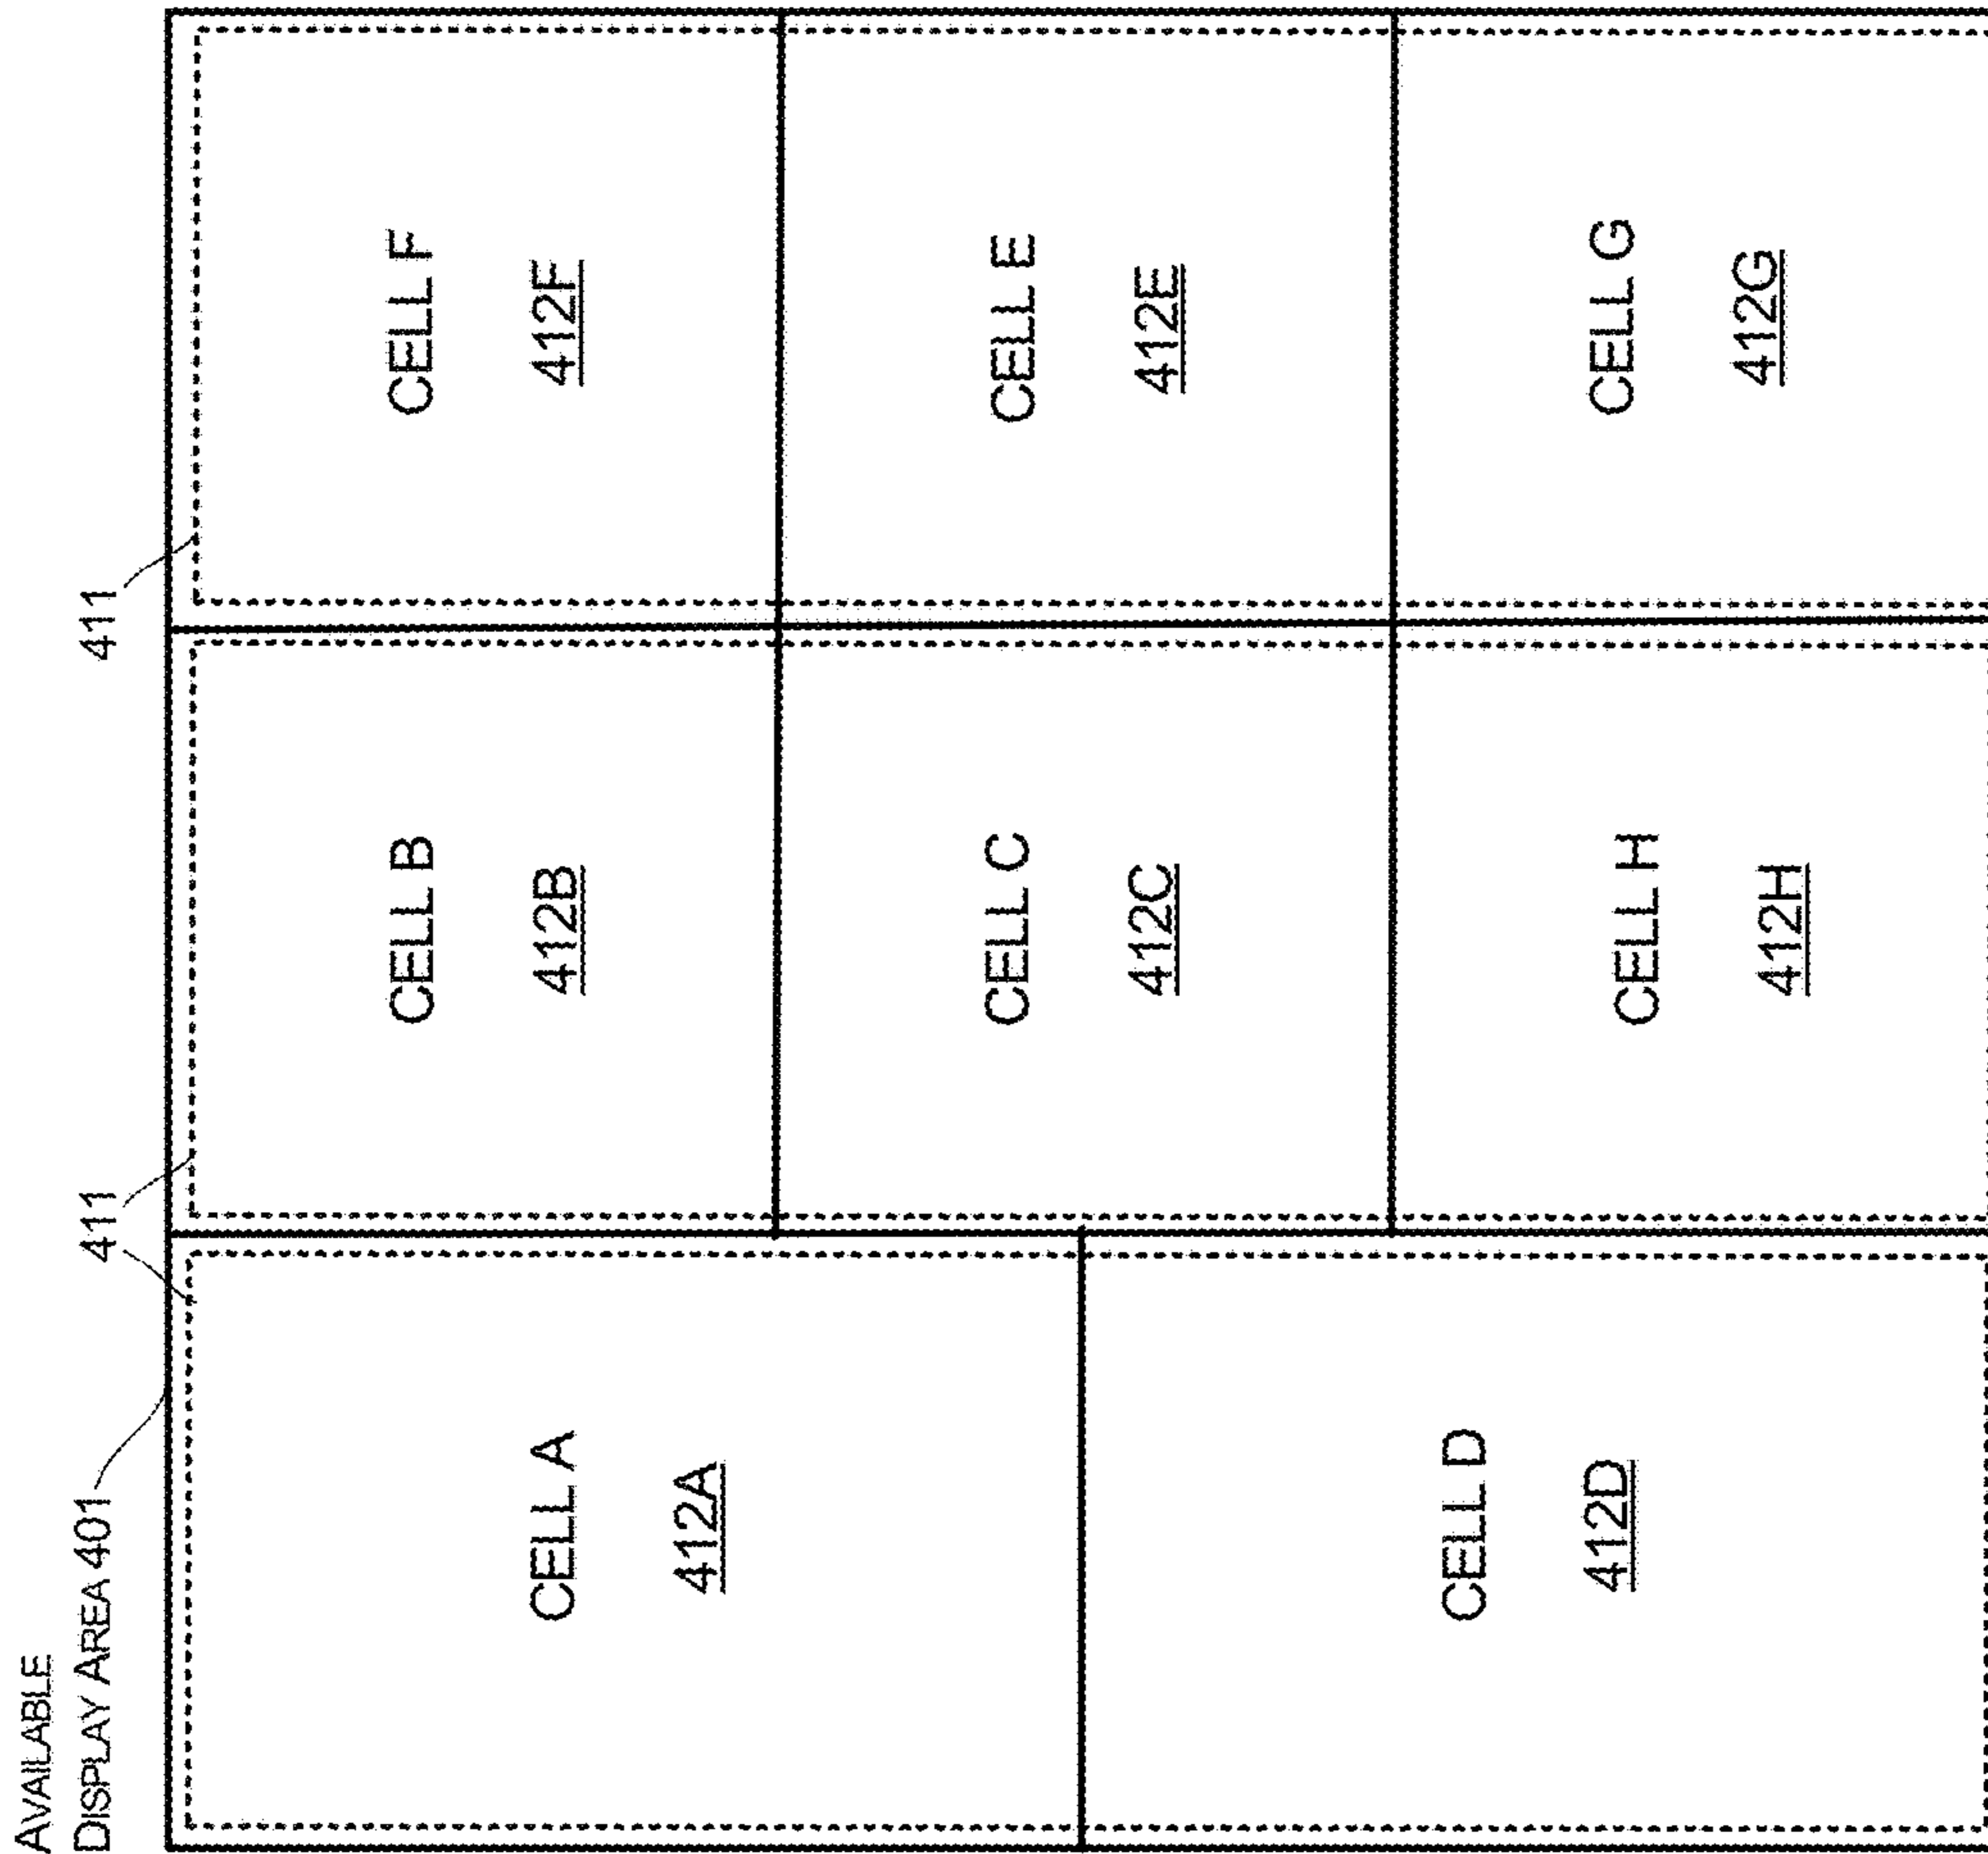 AVAILABLE
DISPLAY AREA 401
411
411
CELL A
412A
CELL B
412B
CELL F
412F
CELL C
412C
CELL E
412E
CELL D
412D
CELL H
412H
CELL G
412G